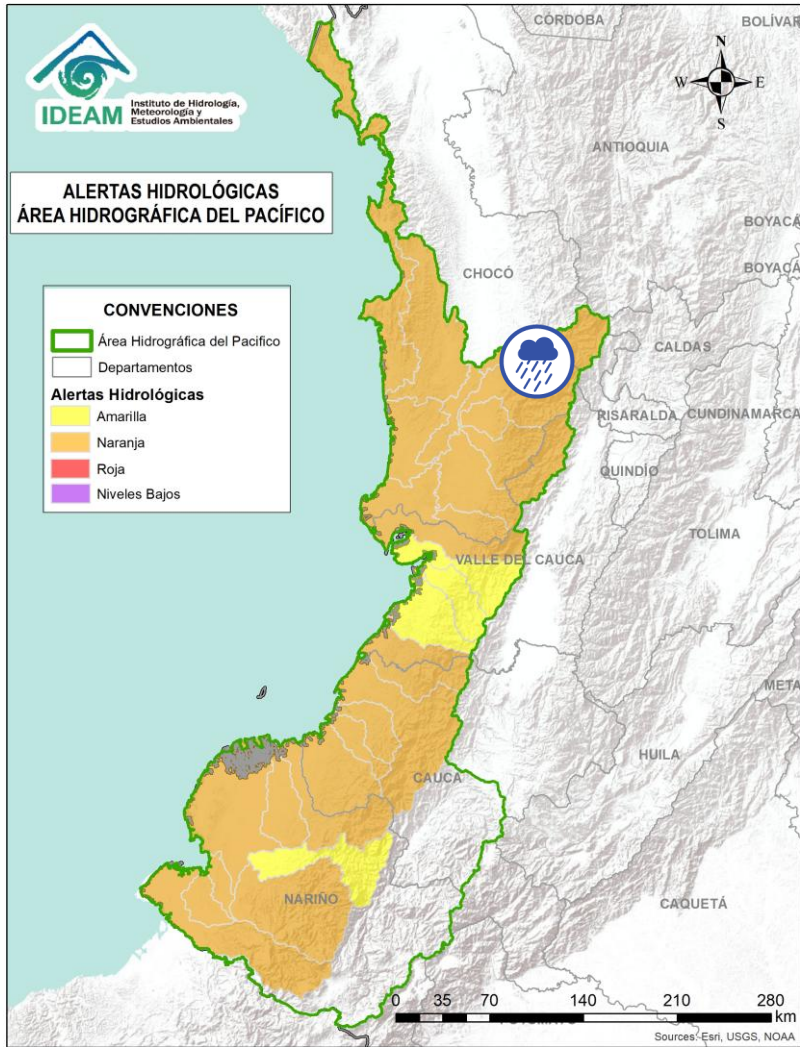 IDEAM
Instituto de Hidrología,
Meteorología y
Estudios Ambientales
ALERTAS HIDROLÓGICAS
ÁREA HIDROGRÁFICA DEL PACÍFICO
CONVENCIONES
Área Hidrográfica del Pacifico
Departamentos
Alertas Hidrológicas
Amarilla
Naranja
Roja
Niveles Bajos
N
W E
S
CÓRDOBA
BOLÍVAR
ANTIOQUIA
BOYACÁ
BOYACÁ
CHOCÓ
CALDAS
RISARALDA
CUNDINAMARCA
QUINDÍO
TOLIMA
VALLE DEL CAUCA
META
HUILA
CAUCA
NARIÑO
CAQUETÁ
0 35 70 140 210 280
km
Sources: Esri, USGS, NOAA